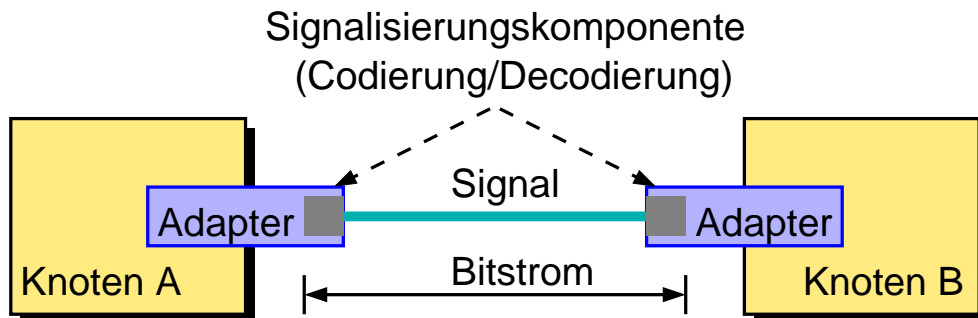 Signalisierungskomponente
(Codierung/Decodierung)
Signal
Adapter
Adapter
Knoten A
Bitstrom
Knoten B